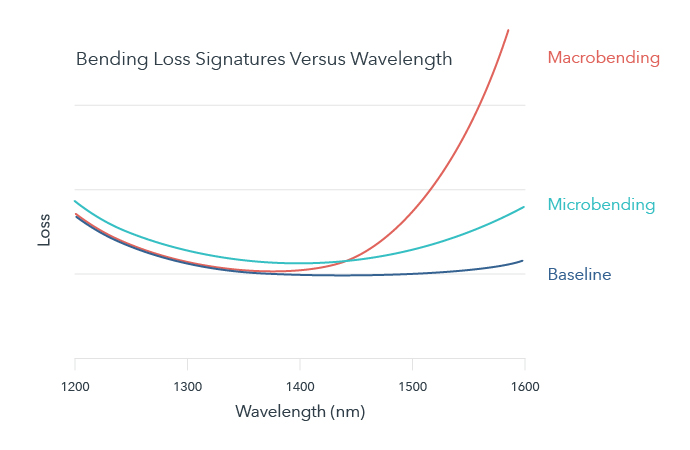 Bending Loss Signatures Versus Wavelength
Macrobending
Microbending
Loss
Baseline
1200 1300 1400 1500 1600
Wavelength (nm)